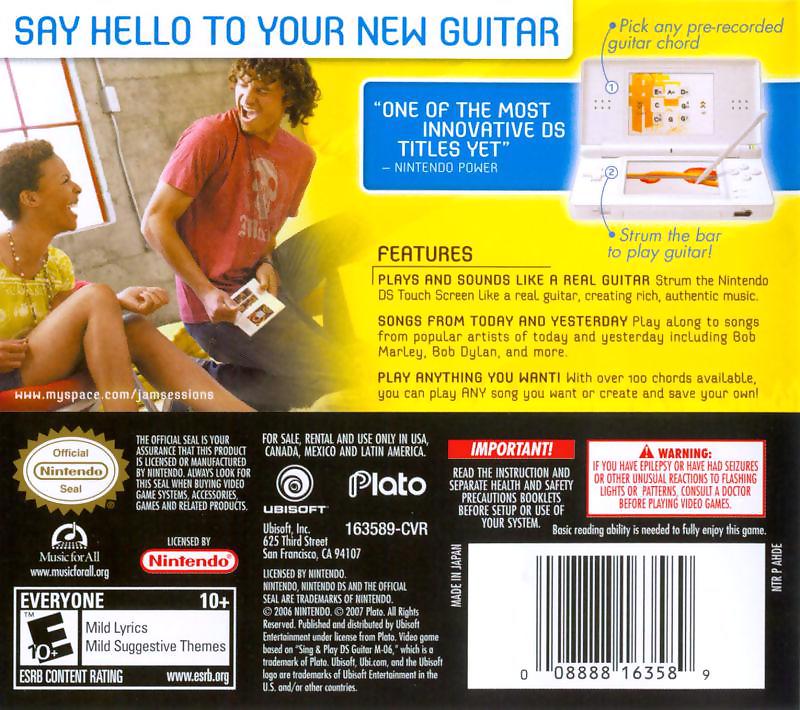 SAY HELLO TO YOUR NEW GUITAR
Pick any pre-recorded
guitar chord
1
"ONE OF THE MOST
INNOVATIVE DS
TITLES YET"
– NINTENDO POWER
2
Strum the bar
to play guitar!
FEATURES
PLAYS AND SOUNDS LIKE A REAL GUITAR Strum the Nintendo
DS Touch Screen like a real guitar, creating rich, authentic music.
SONGS FROM TODAY AND YESTERDAY Play along to songs
from popular artists of today and yesterday including Bob
Marley, Bob Dylan, and more.
PLAY ANYTHING YOU WANT! With over 100 chords available,
you can play ANY song you want or create and save your own!
www.myspace.com/jamsessions
Official
Nintendo
Seal
THE OFFICIAL SEAL IS YOUR
ASSURANCE THAT THIS PRODUCT
IS LICENSED OR MANUFACTURED
BY NINTENDO. ALWAYS LOOK FOR
THIS SEAL WHEN BUYING VIDEO
GAME SYSTEMS, ACCESSORIES,
GAMES AND RELATED PRODUCTS.
Music for All
www.musicforall.org
LICENSED BY
Nintendo
EVERYONE 10+
E
10+
Mild Lyrics
Mild Suggestive Themes
ESRB CONTENT RATING www.esrb.org
FOR SALE, RENTAL AND USE ONLY IN USA,
CANADA, MEXICO AND LATIN AMERICA.
UBISOFT
Plato
Ubisoft, Inc.
625 Third Street
San Francisco, CA 94107
163589-CVR
LICENSED BY NINTENDO.
NINTENDO, NINTENDO DS AND THE OFFICIAL
SEAL ARE TRADEMARKS OF NINTENDO.
© 2006 NINTENDO. © 2007 Plato. All Rights
Reserved. Published and distributed by Ubisoft
Entertainment under license from Plato. Video game
based on "Sing & Play DS Guitar M-06," which is a
trademark of Plato. Ubisoft, Ubi.com, and the Ubisoft
logo are trademarks of Ubisoft Entertainment in the
U.S. and/or other countries.
IMPORTANT!
READ THE INSTRUCTION AND
SEPARATE HEALTH AND SAFETY
PRECAUTIONS BOOKLETS
BEFORE SETUP OR USE OF
YOUR SYSTEM.
WARNING:
IF YOU HAVE EPILEPSY OR HAVE HAD SEIZURES
OR OTHER UNUSUAL REACTIONS TO FLASHING
LIGHTS OR PATTERNS, CONSULT A DOCTOR
BEFORE PLAYING VIDEO GAMES.
Basic reading ability is needed to fully enjoy this game.
MADE IN JAPAN
NTR P AHDE
0 08888 16358 9